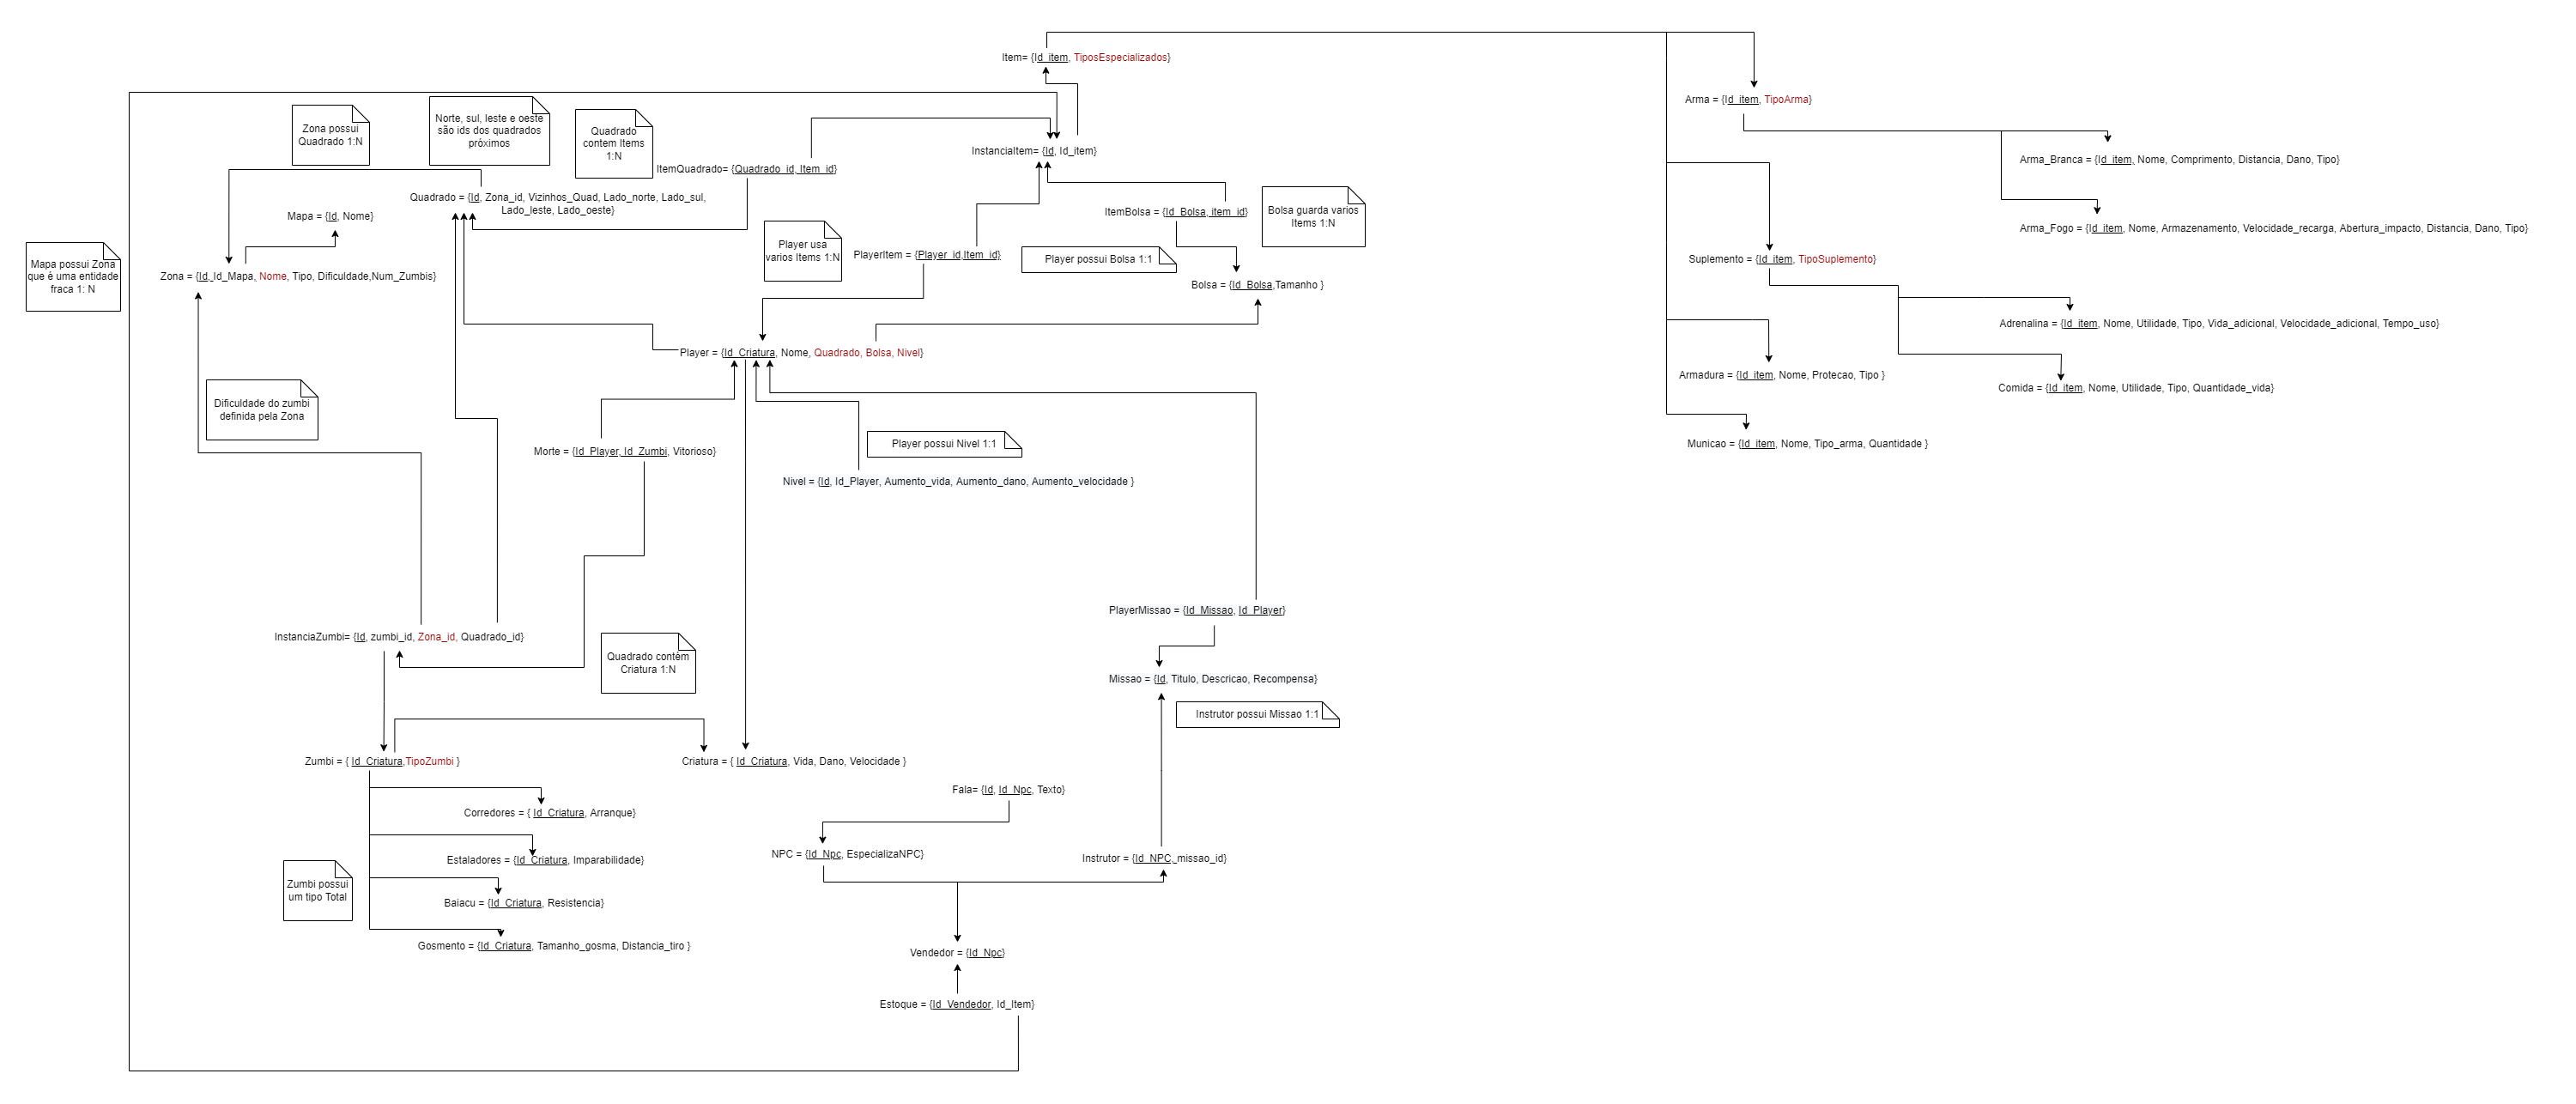 Item= {Id_item, TiposEspecializados}
Arma = {Id_item, TipoArma}
Zona possui
Quadrado 1:N
Norte, sul, leste e oeste
são ids dos quadrados
próximos
Quadrado
contem Items
1:N
InstanciaItem= {Id, Id_item}
Arma_Branca = {Id_item, Nome, Comprimento, Distancia, Dano, Tipo}
ItemQuadrado= {Quadrado_id, Item_id}
Quadrado = {Id, Zona_id, Vizinhos_Quad, Lado_norte, Lado_sul,
Lado_leste, Lado_oeste}
Mapa = {Id, Nome}
ItemBolsa = {Id_Bolsa, item_id}
Bolsa guarda varios
Items 1:N
Arma_Fogo = {Id_item, Nome, Armazenamento, Velocidade_recarga, Abertura_impacto, Distancia, Dano, Tipo}
Player usa
varios Items 1:N
PlayerItem = {Player_id,Item_id}
Player possui Bolsa 1:1
Suplemento = {Id_item, TipoSuplemento}
Mapa possui Zona
que é uma entidade
fraca 1: N
Zona = {Id, Id_Mapa, Nome, Tipo, Dificuldade,Num_Zumbis}
Bolsa = {Id_Bolsa,Tamanho }
Adrenalina = {Id_item, Nome, Utilidade, Tipo, Vida_adicional, Velocidade_adicional, Tempo_uso}
Player = {Id_Criatura, Nome, Quadrado, Bolsa, Nivel}
Armadura = {Id_item, Nome, Protecao, Tipo }
Comida = {Id_item, Nome, Utilidade, Tipo, Quantidade_vida}
Dificuldade do zumbi
definida pela Zona
Player possui Nivel 1:1
Municao = {Id_item, Nome, Tipo_arma, Quantidade }
Morte = {Id_Player, Id_Zumbi, Vitorioso}
Nivel = {Id, Id_Player, Aumento_vida, Aumento_dano, Aumento_velocidade }
PlayerMissao = {Id_Missao, Id_Player}
InstanciaZumbi= {Id, zumbi_id, Zona_id, Quadrado_id}
Quadrado contèm
Criatura 1:N
Missao = {Id, Titulo, Descricao, Recompensa}
Instrutor possui Missao 1:1
Zumbi = { Id_Criatura,TipoZumbi }
Criatura = { Id_Criatura, Vida, Dano, Velocidade }
Fala= {Id, Id_Npc, Texto}
Corredores = { Id_Criatura, Arranque}
NPC = {Id_Npc, EspecializaNPC}
Instrutor = {Id_NPC, missao_id}
Estaladores = {Id_Criatura, Imparabilidade}
Zumbi possui
um tipo Total
Baiacu = {Id_Criatura, Resistencia}
Gosmento = {Id_Criatura, Tamanho_gosma, Distancia_tiro }
Vendedor = {Id_Npc}
Estoque = {Id_Vendedor, Id_Item}